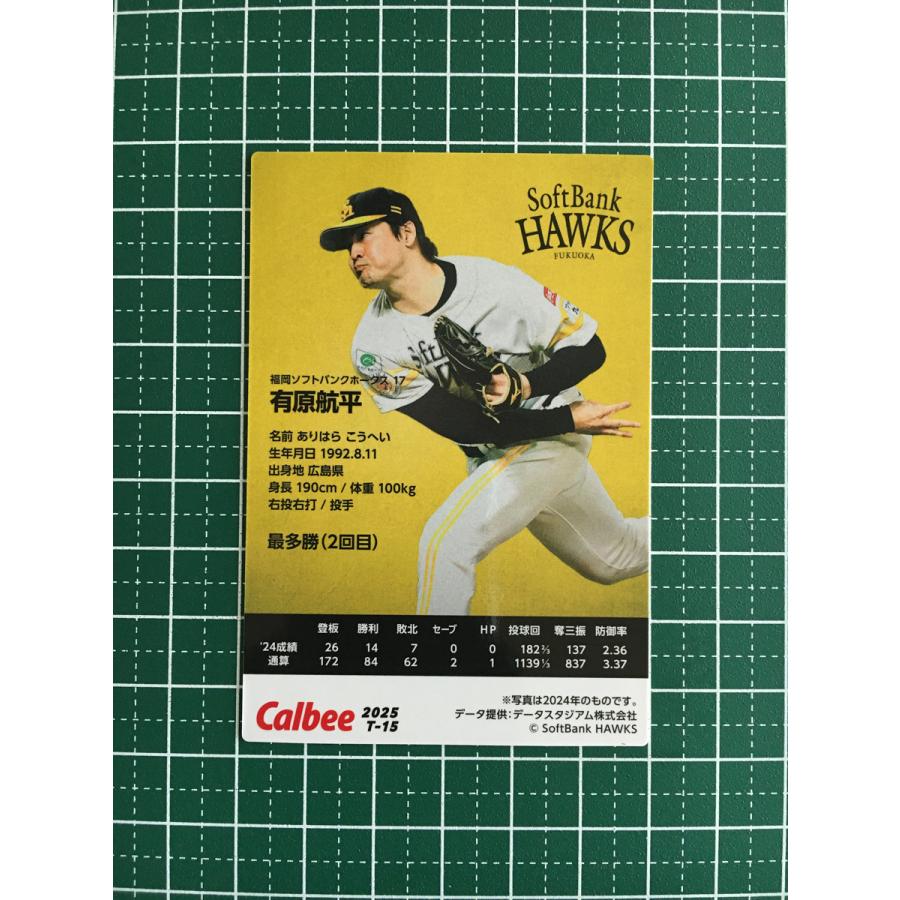 SoftBank
HAWKS
FUKUOKA
SoftBank
福岡ソフトバンクホークス 17
有原航平
名前 ありはら こうへい
生年月日 1992.8.11
出身地 広島県
身長 190cm / 体重 100kg
右投右打 / 投手
最多勝(2回目)
登板 勝利 敗北 セーブ HP 投球回 奪三振 防御率
'24成績 26 14 7 0 0 182 2/3 137 2.36
通算 172 84 62 2 1 1139 1/3 837 3.37
Calbee 2025
T-15
※写真は2024年のものです。
データ提供:データスタジアム株式会社
© SoftBank HAWKS